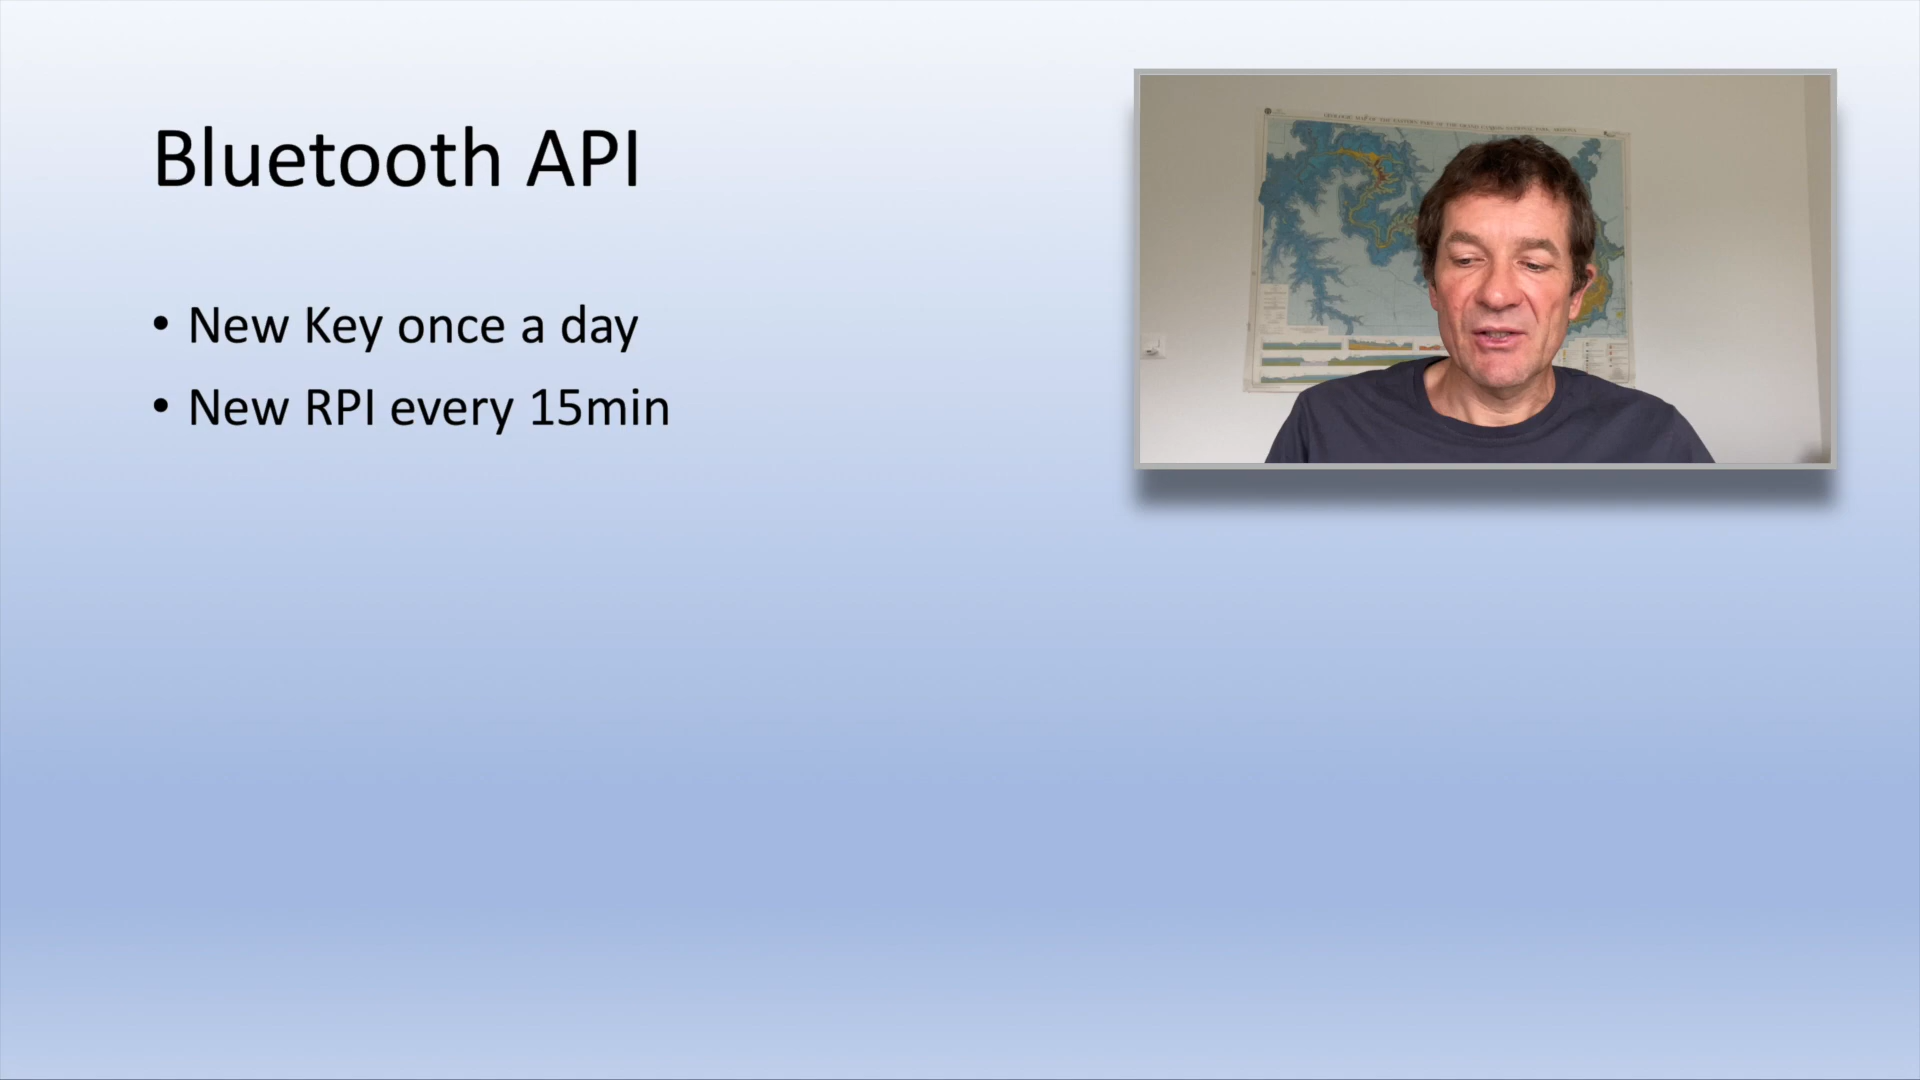 Bluetooth API
• New Key once a day
• New RPI every 15min